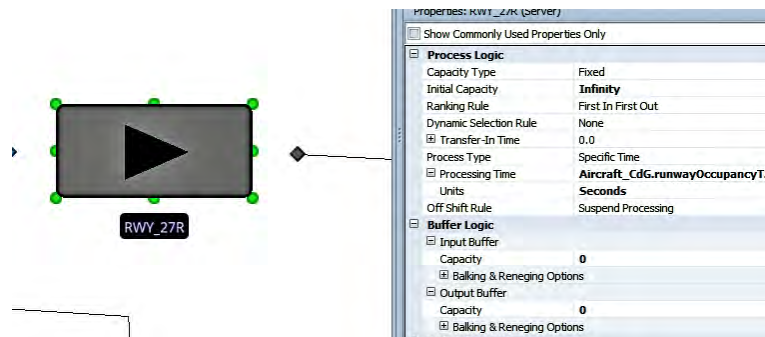 RWY_27R
Properties: RWY_27R (Server)
Show Commonly Used Properties Only
Process Logic
Capacity Type Fixed
Initial Capacity Infinity
Ranking Rule First In First Out
Dynamic Selection Rule None
Transfer-In Time 0.0
Process Type Specific Time
Processing Time Aircraft_CdG.runwayOccupancyT
Units Seconds
Off Shift Rule Suspend Processing
Buffer Logic
Input Buffer
Capacity 0
Balking & Reneging Options
Output Buffer
Capacity 0
Balking & Reneging Options